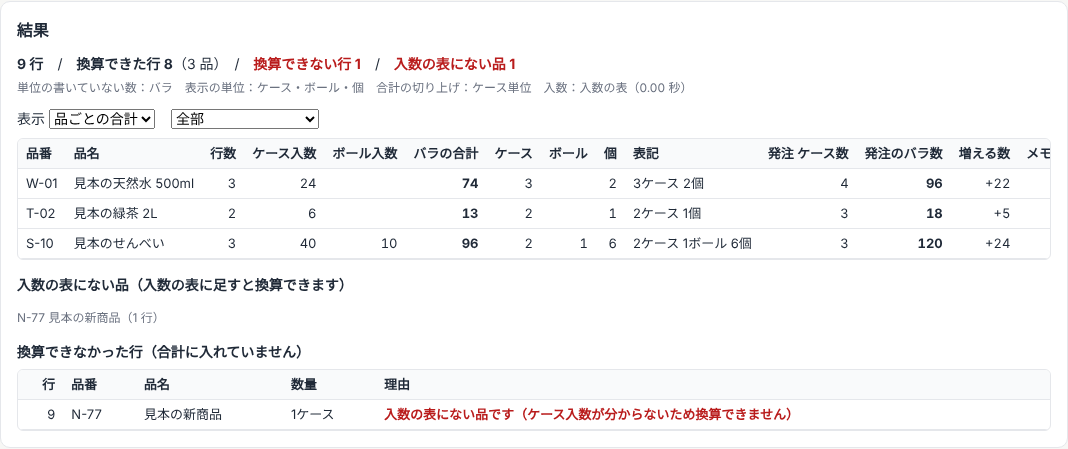 結果
9 行 / 換算できた行 8（3 品） / 換算できない行 1 / 入数の表にない品 1
単位の書いていない数：バラ 表示の単位：ケース・ボール・個 合計の切り上げ：ケース単位 入数：入数の表（0.00 秒）
表示 品ごとの合計 全部
品番 品名 行数 ケース入数 ボール入数 バラの合計 ケース ボール 個 表記 発注 ケース数 発注のバラ数 増える数 メモ
W-01 見本の天然水 500ml 3 24 74 3 2 3ケース 2個 4 96 +22
T-02 見本の緑茶 2L 2 6 13 2 1 2ケース 1個 3 18 +5
S-10 見本のせんべい 3 40 10 96 2 1 6 2ケース 1ボール 6個 3 120 +24
入数の表にない品（入数の表に足すと換算できます）
N-77 見本の新商品（1 行）
換算できなかった行（合計に入れていません）
行 品番 品名 数量 理由
9 N-77 見本の新商品 1ケース 入数の表にない品です（ケース入数が分からないため換算できません）